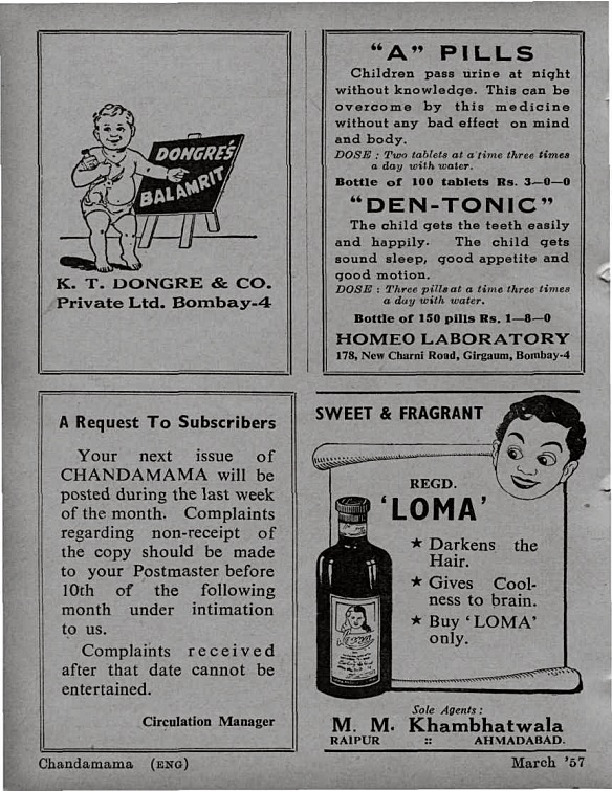 DONGRE'S
BALAMRIT
K. T. DONGRE & CO.
Private Ltd. Bombay-4
"A" PILLS
Children pass urine at night
without knowledge. This can be
overcome by this medicine
without any bad effect on mind
and body.
DOSE : Two tablets at a time three times
a day with water.
Bottle of 100 tablets Rs. 3—0—0
"DEN-TONIC"
The child gets the teeth easily
and happily. The child gets
sound sleep, good appetite and
good motion.
DOSE : Three pills at a time three times
a day with water.
Bottle of 150 pills Rs. 1—8—0
HOMEO LABORATORY
178, New Charni Road, Girgaum, Bombay-4
A Request To Subscribers
Your next issue of
CHANDAMAMA will be
posted during the last week
of the month. Complaints
regarding non-receipt of
the copy should be made
to your Postmaster before
10th of the following
month under intimation
to us.
Complaints received
after that date cannot be
entertained.
Circulation Manager
SWEET & FRAGRANT
REGD.
'LOMA'
★ Darkens the
Hair.
★ Gives Cool-
ness to brain.
★ Buy 'LOMA'
only.
Loma
Sole Agents ;
M. M. Khambhatwala
RAIPUR :: AHMADABAD.
Chandamama (ENG) March '57